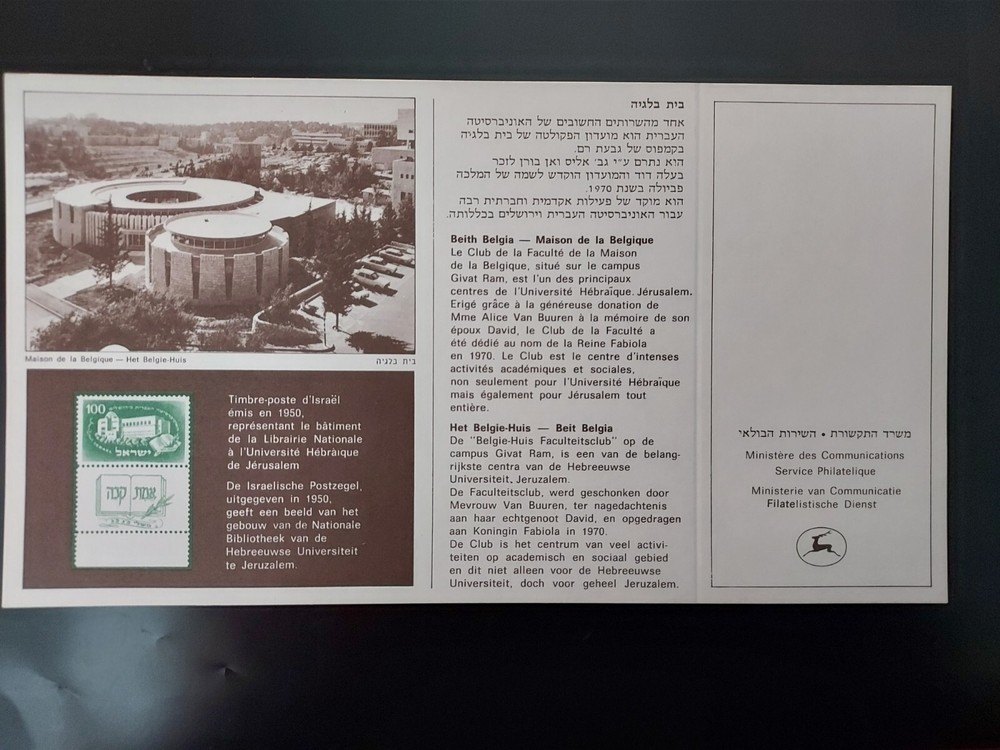 Maison de la Belgique — Het Belgie-Huis
בית בלגיה
100
ישראל
אמת קנה
Timbre-poste d'Israël
émis en 1950,
représentant le bâtiment
de la Librairie Nationale
à l'Université Hébràique
de Jérusalem
De Israelische Postzegel,
uitgegeven in 1950,
geeft een beeld van het
gebouw van de Nationale
Bibliotheek van de
Hebreeuwse Universiteit
te Jeruzalem.
בית בלגיה
אחד מהשרותים החשובים של האוניברסיטה
העברית הוא מועדון הפקולטה של בית בלגיה
בקמפוס של גבעת רם.
הוא נתרם ע״י גב׳ אליס ואן בורן לזכר
בעלה דוד והמועדון הוקדש לשמה של המלכה
פביולה בשנת 1970.
הוא מוקד של פעילות אקדמית וחברתית רבה
עבור האוניברסיטה העברית וירושלים בכללותה.
Beith Belgia — Maison de la Belgique
Le Club de la Faculté de la Maison
de la Belgique, situé sur le campus
Givat Ram, est l'un des principaux
centres de l'Université Hébraïque. Jérusalem.
Erigé grâce à la généreuse donation de
Mme Alice Van Buuren à la mémoire de son
époux David, le Club de la Faculté a
été dédié au nom de la Reine Fabiola
en 1970. Le Club est le centre d'intenses
activités académiques et sociales,
non seulement pour l'Université Hébraïque
mais également pour Jérusalem tout
entière.
Het Belgie-Huis — Beit Belgia
De "Belgie-Huis Faculteitsclub" op de
campus Givat Ram, is een van de belang-
rijkste centra van de Hebreeuwse
Universiteit. Jeruzalem.
De Faculteitsclub, werd geschonken door
Mevrouw Van Buuren, ter nagedachtenis
aan haar echtgenoot David, en opgedragen
aan Koningin Fabiola in 1970.
De Club is het centrum van veel activi-
teiten op academisch en sociaal gebied
en dit niet alleen voor de Hebreeuwse
Universiteit, doch voor geheel Jeruzalem.
משרד התקשורת • השירות הבולאי
Ministère des Communications
Service Philatelique
Ministerie van Communicatie
Filatelistische Dienst